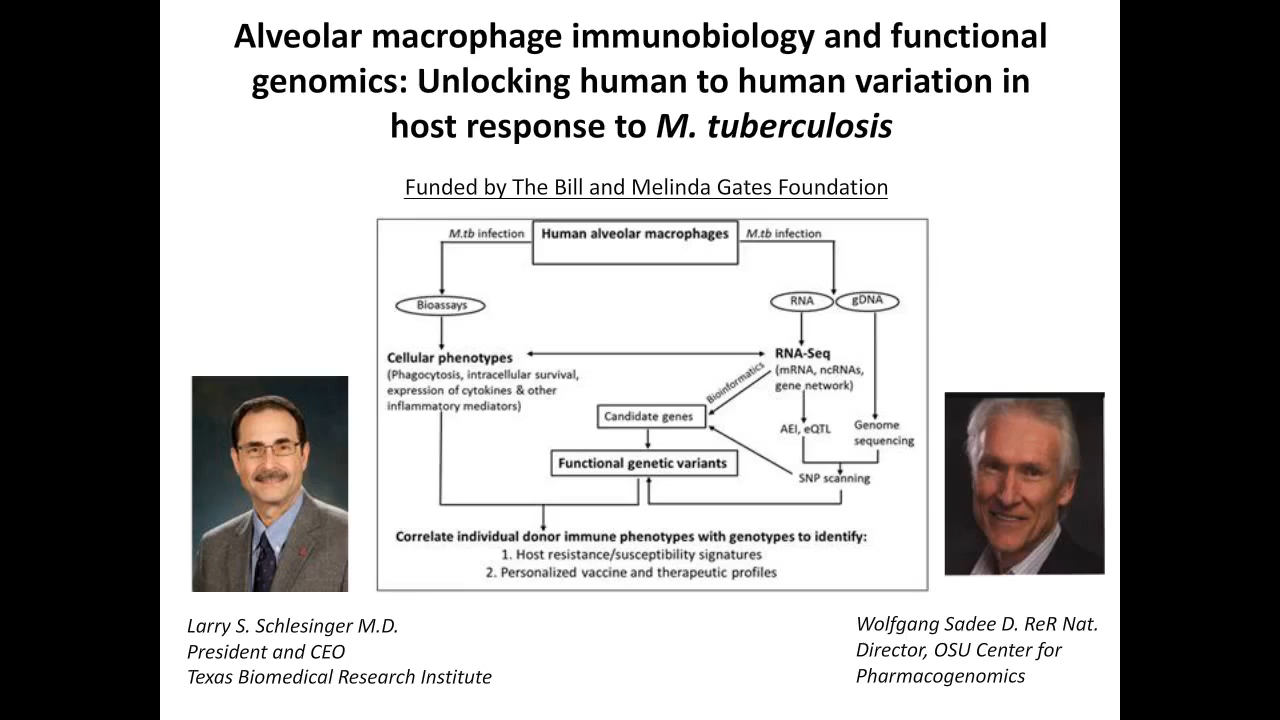 Alveolar macrophage immunobiology and functional
genomics: Unlocking human to human variation in
host response to M. tuberculosis
Funded by The Bill and Melinda Gates Foundation
M.tb infection
Human alveolar macrophages
M.tb infection
Bioassays
RNA
gDNA
Cellular phenotypes
(Phagocytosis, intracellular survival,
expression of cytokines & other
inflammatory mediators)
RNA-Seq
(mRNA, ncRNAs,
gene network)
Bioinformatics
Candidate genes
AEI, eQTL
Genome
sequencing
Functional genetic variants
SNP scanning
Correlate individual donor immune phenotypes with genotypes to identify:
1. Host resistance/susceptibility signatures
2. Personalized vaccine and therapeutic profiles
Larry S. Schlesinger M.D.
President and CEO
Texas Biomedical Research Institute
Wolfgang Sadee D. ReR Nat.
Director, OSU Center for
Pharmacogenomics